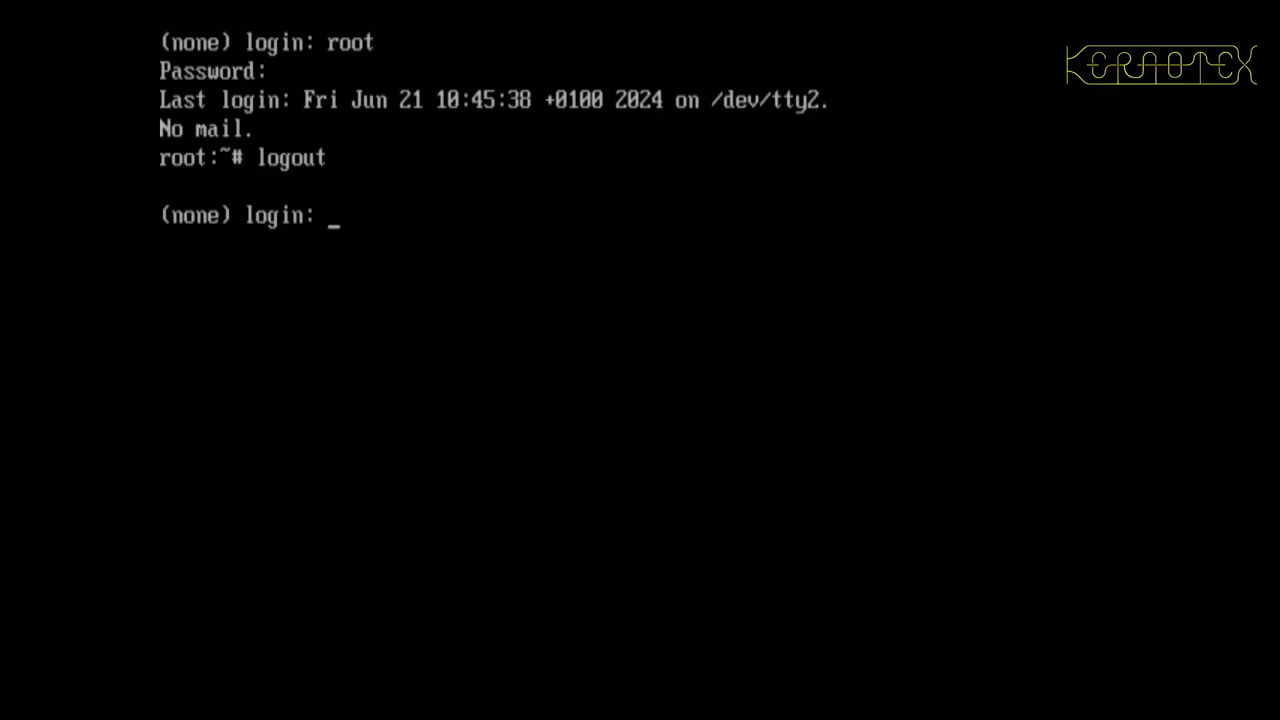 (none) login: root
Password:
Last login: Fri Jun 21 10:45:38 +0100 2024 on /dev/tty2.
No mail.
root:~# logout
(none) login: _
KERNOTEX